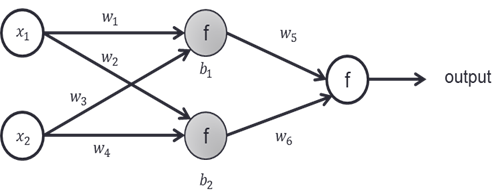 x₁ w₁ f w₅
w₂ b₁
w₃ f output
x₂ w₄ f w₆
b₂